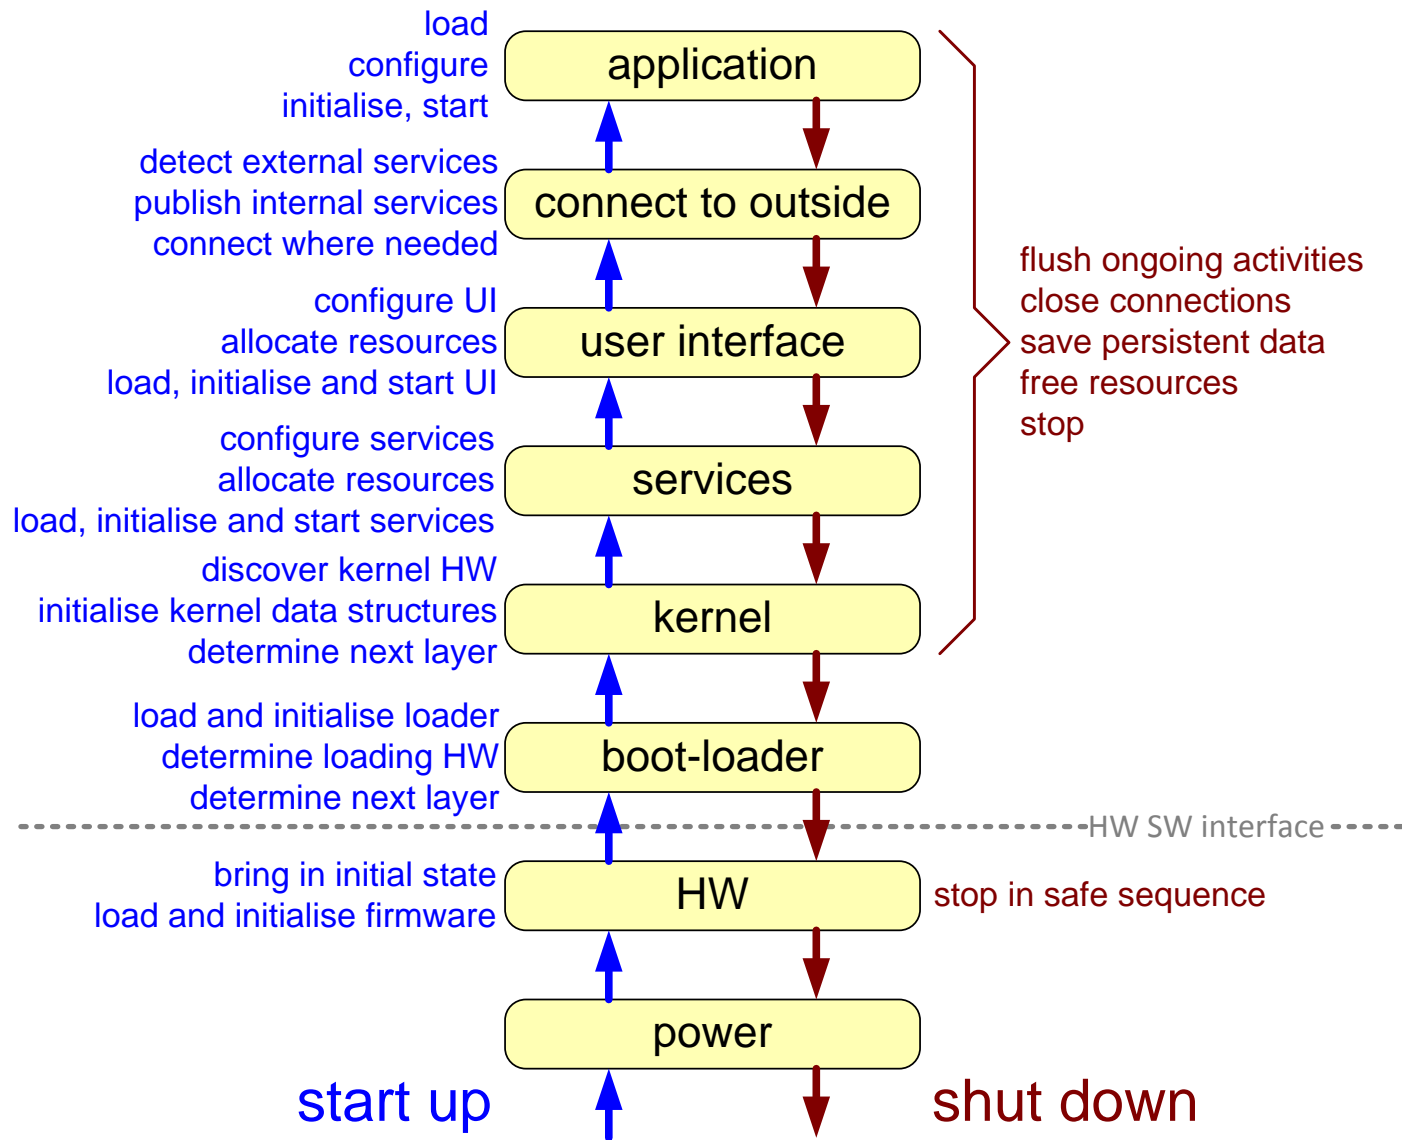 load
configure
initialise, start
application
detect external services
publish internal services
connect where needed
connect to outside
configure UI
allocate resources
load, initialise and start UI
user interface
configure services
allocate resources
load, initialise and start services
services
discover kernel HW
initialise kernel data structures
determine next layer
kernel
flush ongoing activities
close connections
save persistent data
free resources
stop
load and initialise loader
determine loading HW
determine next layer
boot-loader
HW SW interface
bring in initial state
load and initialise firmware
HW
stop in safe sequence
power
start up
shut down